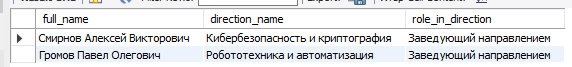 full_name direction_name role_in_direction
Смирнов Алексей Викторович Кибербезопасность и криптография Заведующий направлением
Громов Павел Олегович Робототехника и автоматизация Заведующий направлением